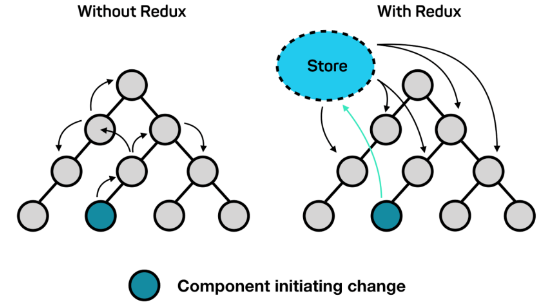 Without Redux
With Redux
Store
Component initiating change